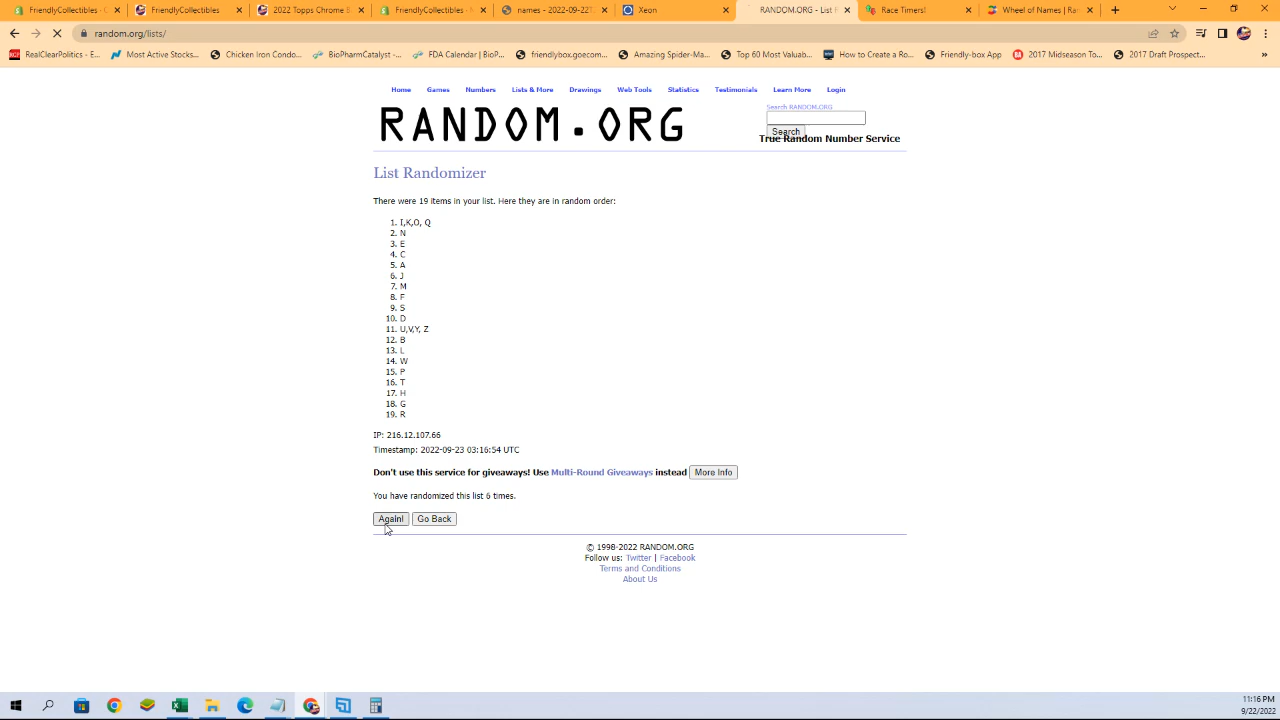 FriendlyCollectibles - C
FriendlyCollectibles
2022 Topps Chrome B
FriendlyCollectibles - M
names - 2022-09-22T
Xeon
RANDOM.ORG - List R
Race Timers!
Wheel of Names | Ra
random.org/lists/
RealClearPolitics - E...
Most Active Stocks...
Chicken Iron Condo...
BioPharmCatalyst -...
FDA Calendar | BioP...
friendlybox.goecom...
Amazing Spider-Ma...
Top 60 Most Valuab...
How to Create a Ro...
Friendly-box App
2017 Midseason To...
2017 Draft Prospect...
Home Games Numbers Lists & More Drawings Web Tools Statistics Testimonials Learn More Login
RANDOM.ORG
Search RANDOM.ORG
Search
True Random Number Service
List Randomizer
There were 19 items in your list. Here they are in random order:
1. I,K,O, Q
2. N
3. E
4. C
5. A
6. J
7. M
8. F
9. S
10. D
11. U,V,Y, Z
12. B
13. L
14. W
15. P
16. T
17. H
18. G
19. R
IP: 216.12.107.66
Timestamp: 2022-09-23 03:16:54 UTC
Don't use this service for giveaways! Use Multi-Round Giveaways instead More Info
You have randomized this list 6 times.
Again! Go Back
© 1998-2022 RANDOM.ORG
Follow us: Twitter | Facebook
Terms and Conditions
About Us
11:16 PM
9/22/2022